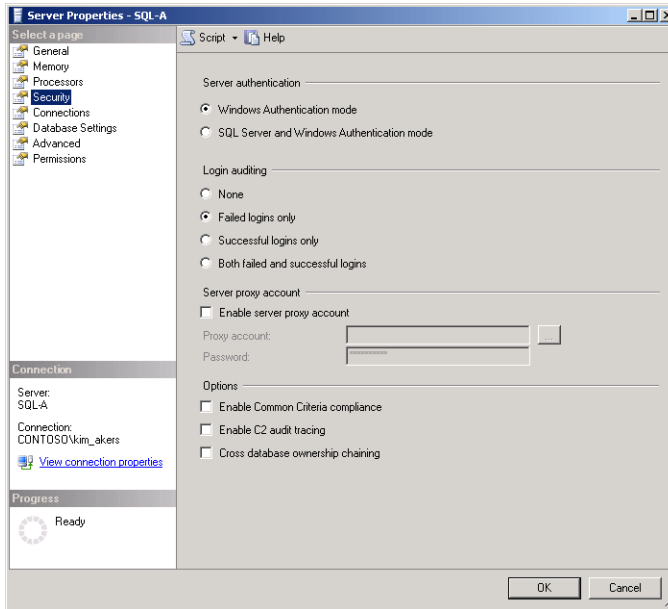 Server Properties - SQL-A
Select a page
General
Memory
Processors
Security
Connections
Database Settings
Advanced
Permissions
Script
Help
Server authentication
Windows Authentication mode
SQL Server and Windows Authentication mode
Login auditing
None
Failed logins only
Successful logins only
Both failed and successful logins
Server proxy account
Enable server proxy account
Proxy account:
...
Password:
**********
Options
Enable Common Criteria compliance
Enable C2 audit tracing
Cross database ownership chaining
Connection
Server:
SQL-A
Connection:
CONTOSO\kim_akers
View connection properties
Progress
Ready
OK
Cancel